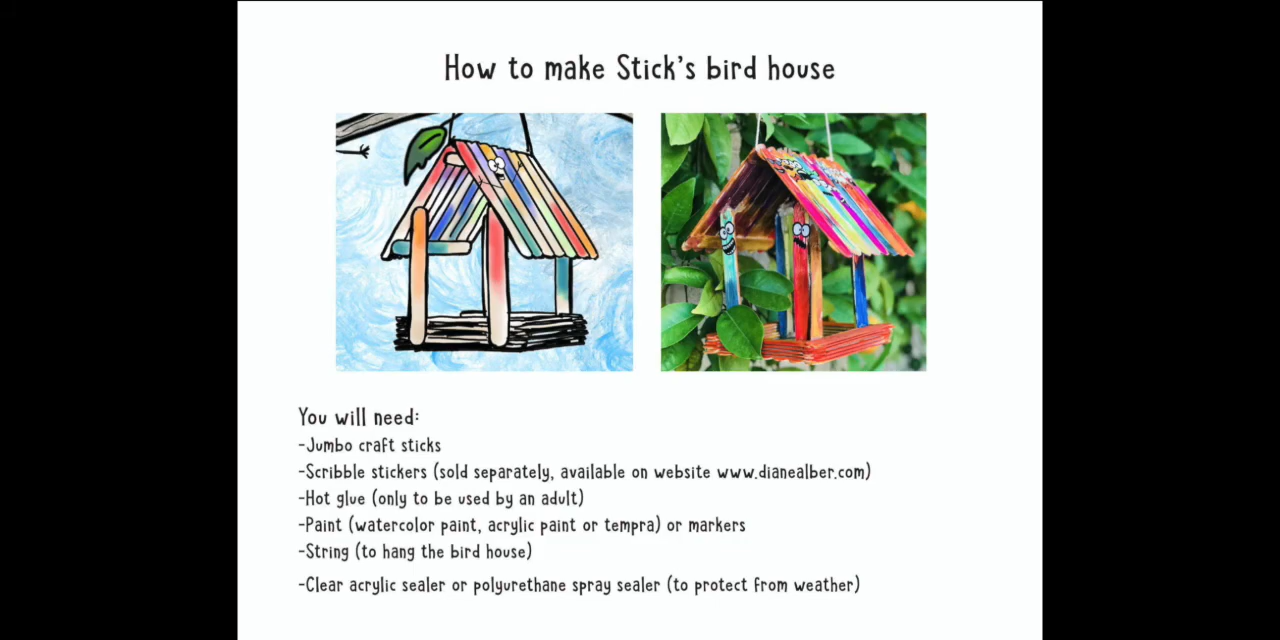 How to make Stick's bird house
You will need:
-Jumbo craft sticks
-Scribble stickers (sold separately, available on website www.dianealber.com)
-Hot glue (only to be used by an adult)
-Paint (watercolor paint, acrylic paint or tempra) or markers
-String (to hang the bird house)
-Clear acrylic sealer or polyurethane spray sealer (to protect from weather)